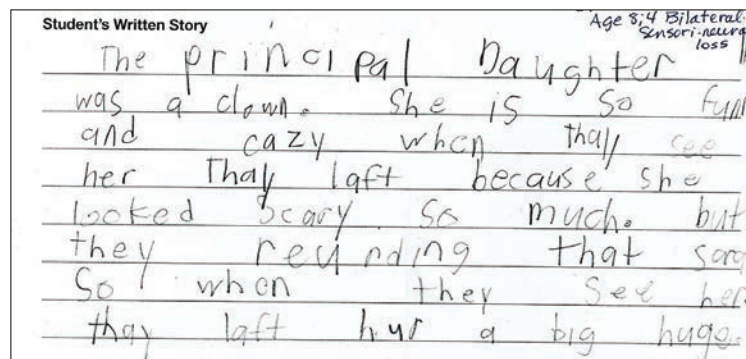 Student's Written Story
Age 8;4 Bilateral
Sensori-neural
loss
The principal Daughter
was a clown. She is so fun
and cazy when thay see
her Thay laft because she
looked scary so much. but
they reunding that sora
So when they see her
thay laft hur a big huge.